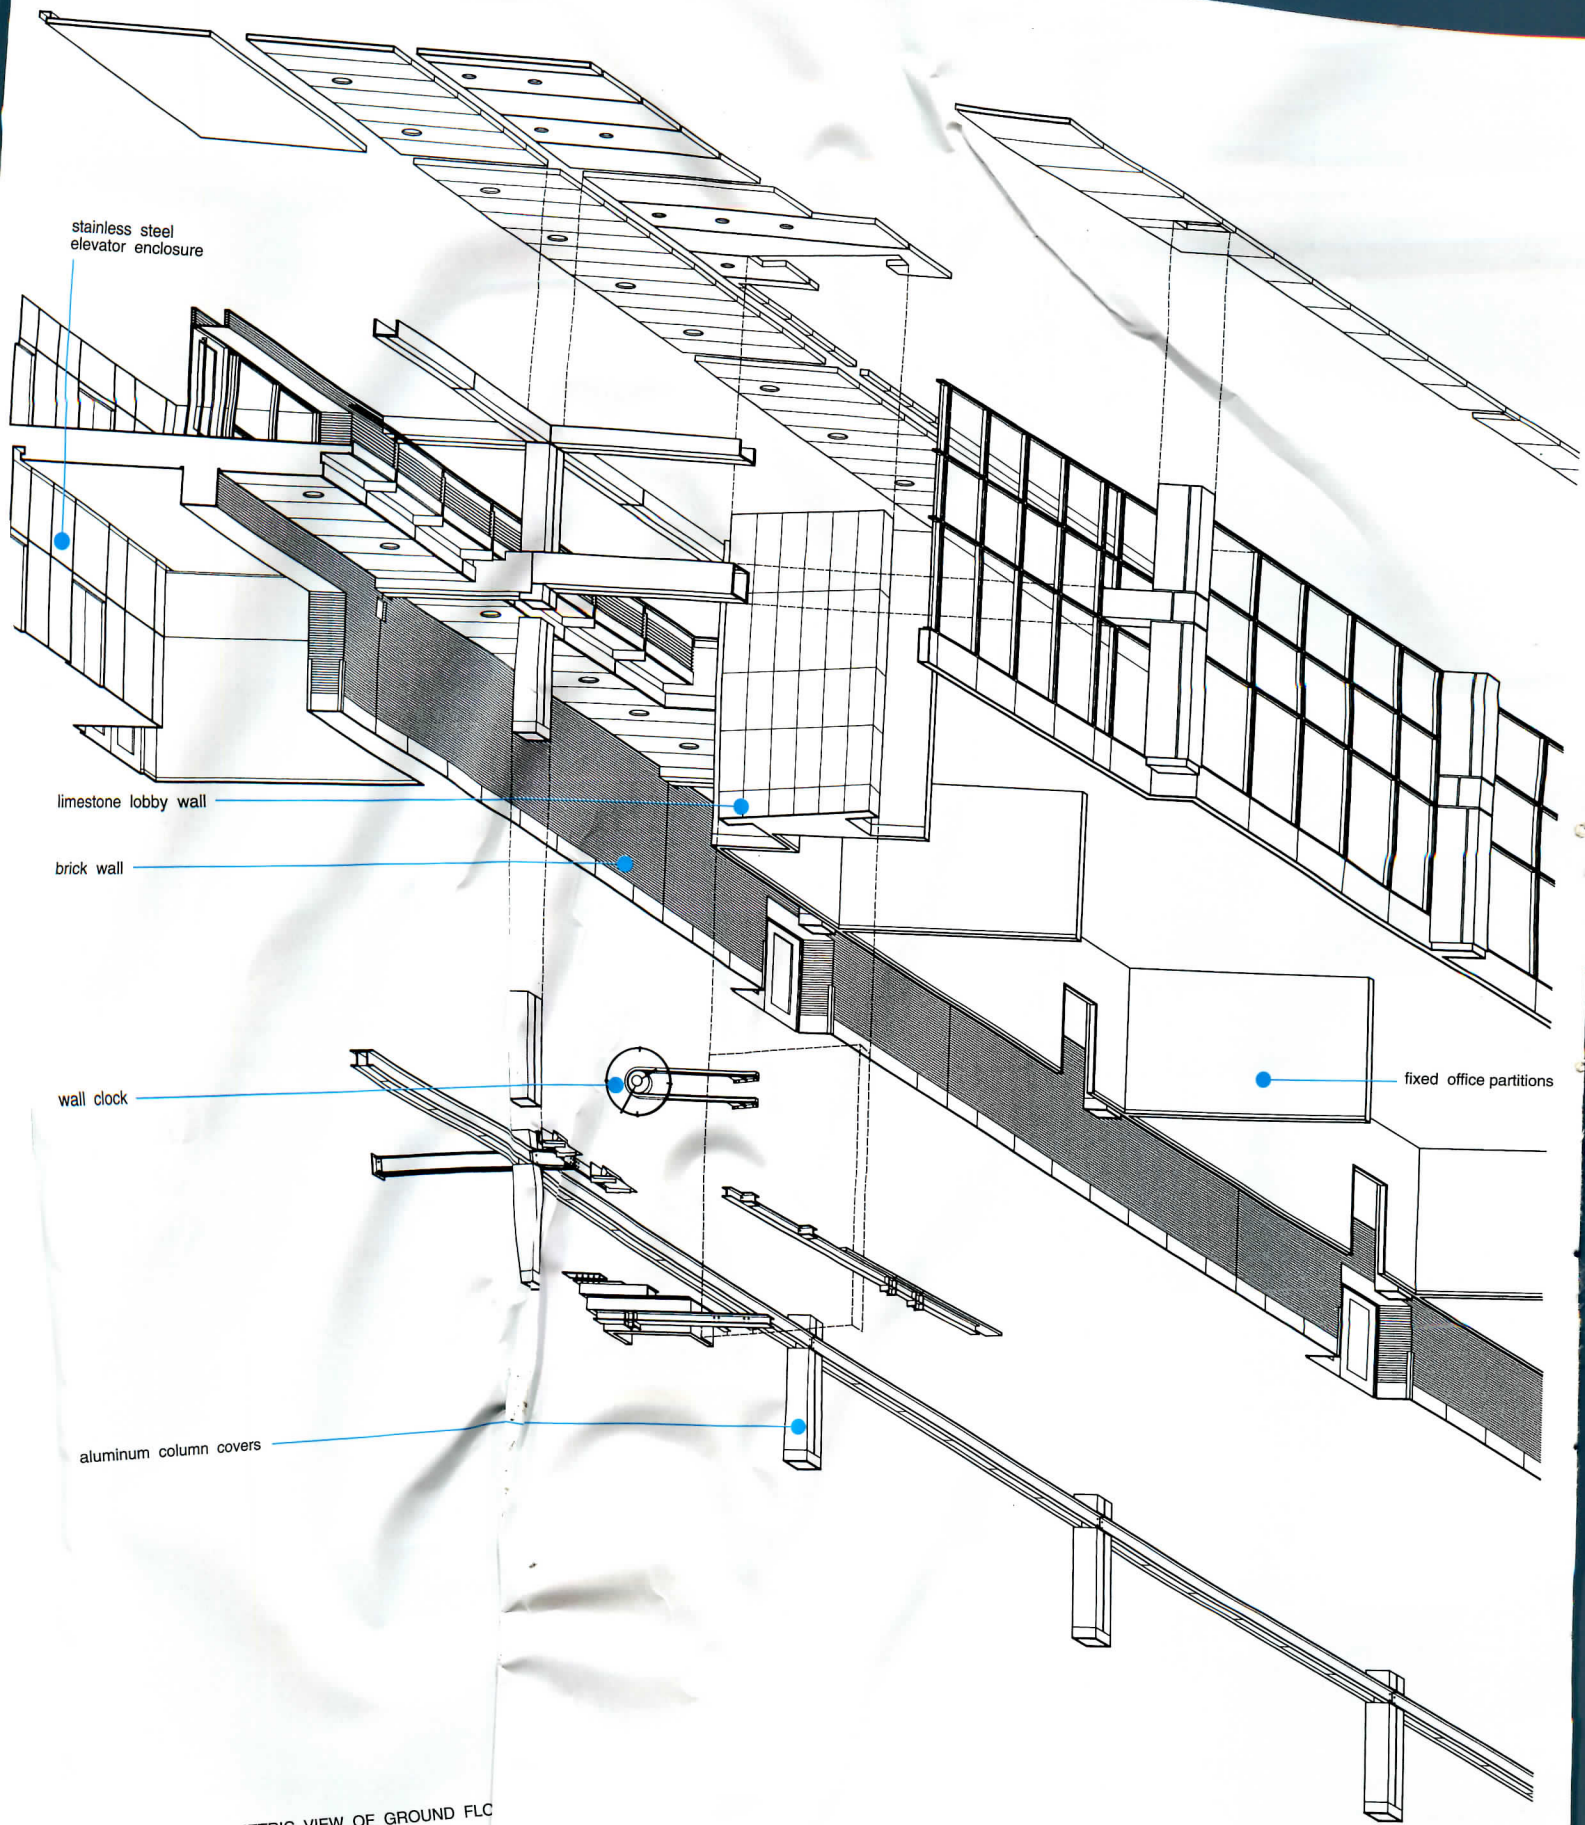 stainless steel
elevator enclosure
limestone lobby wall
brick wall
wall clock
fixed office partitions
aluminum column covers
VIEW OF GROUND